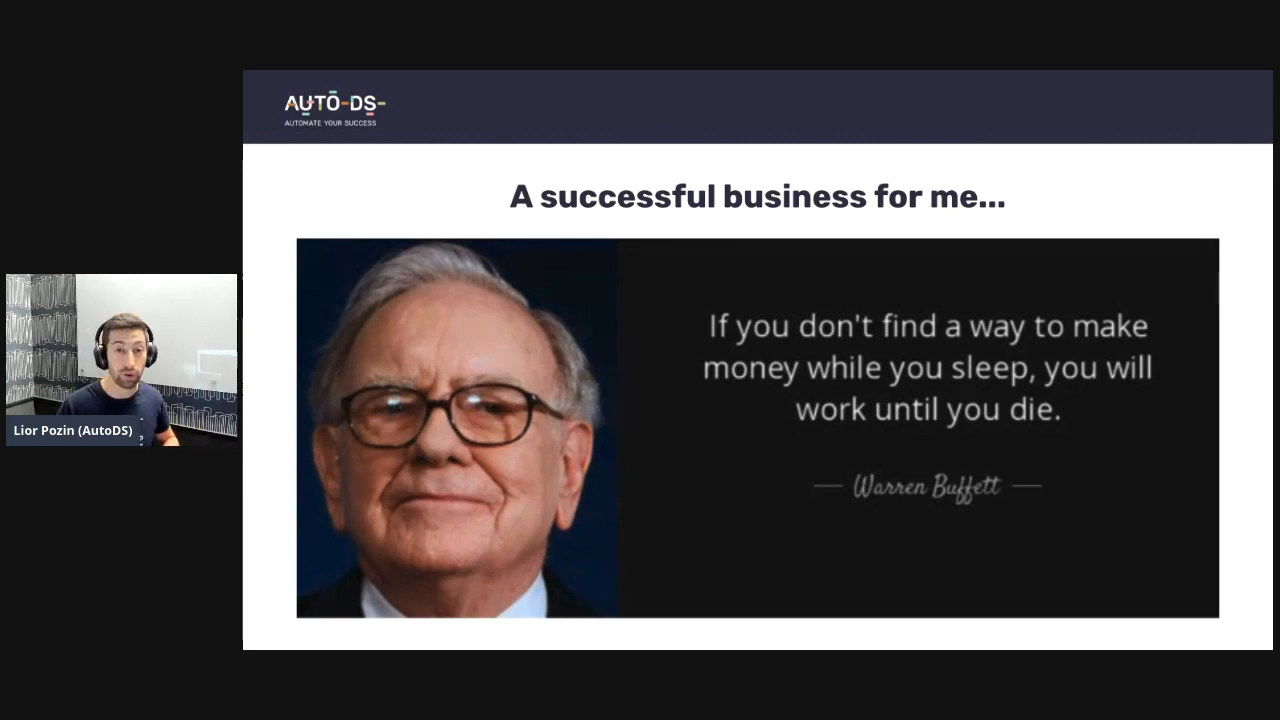 AUTO-DS-
AUTOMATE YOUR SUCCESS
A successful business for me...
If you don't find a way to make
money while you sleep, you will
work until you die.
Warren Buffett
Lior Pozin (AutoDS)